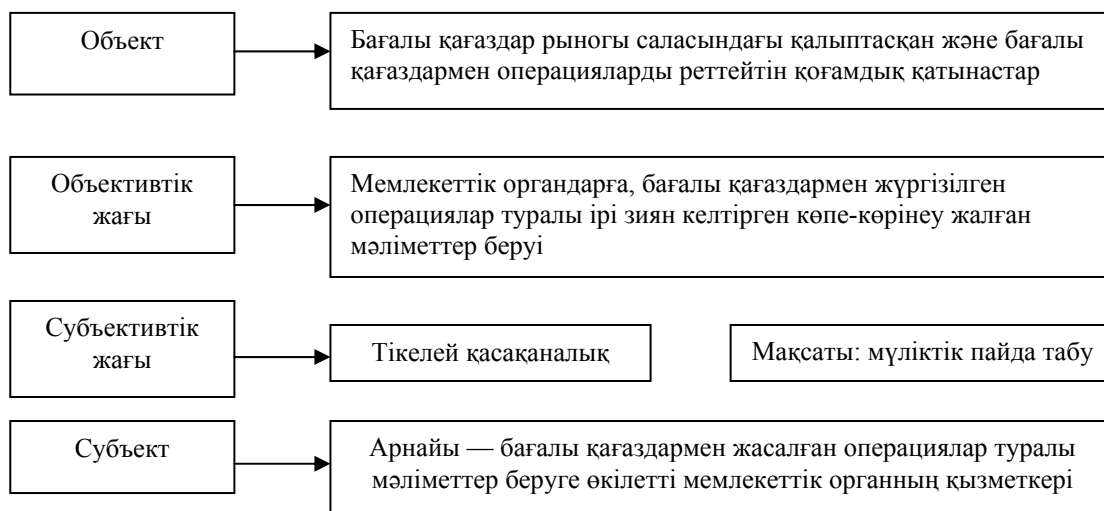 Объект
Бағалы қағаздар рыногы саласындағы қалыптасқан және бағалы
қағаздармен операцияларды реттейтін қоғамдық қатынастар
Объективтік
жағы
Мемлекеттік органдарға, бағалы қағаздармен жүргізілген
операциялар туралы ірі зиян келтірген көпе-көрінеу жалған
мәліметтер беруі
Субъективтік
жағы
Тікелей қасақаналық
Мақсаты: мүліктік пайда табу
Субъект
Арнайы — бағалы қағаздармен жасалған операциялар туралы
мәліметтер беруге өкілетті мемлекеттік органның қызметкері